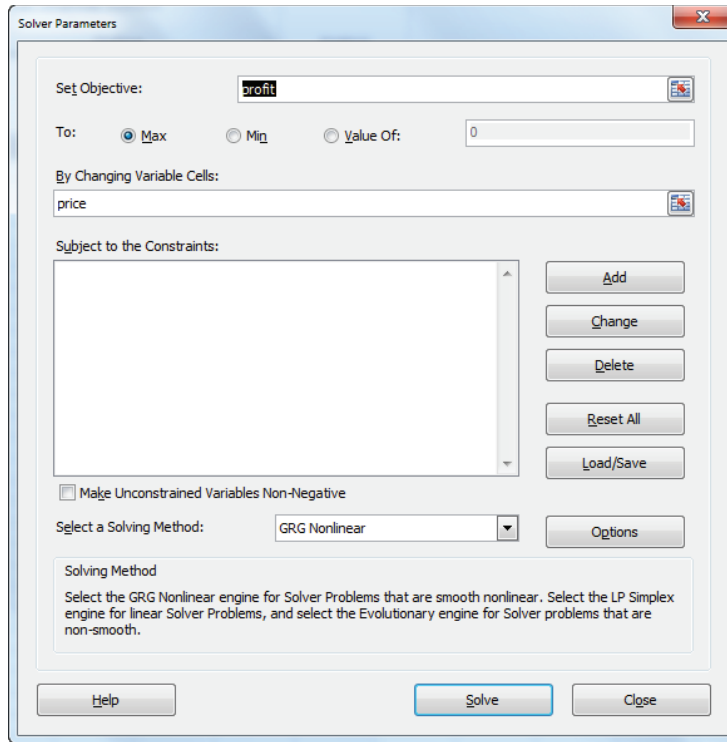 Solver Parameters
Set Objective:
profit
To:
Max
Min
Value Of:
0
By Changing Variable Cells:
price
Subject to the Constraints:
Add
Change
Delete
Reset All
Load/Save
Make Unconstrained Variables Non-Negative
Select a Solving Method:
GRG Nonlinear
Options
Solving Method
Select the GRG Nonlinear engine for Solver Problems that are smooth nonlinear. Select the LP Simplex
engine for linear Solver Problems, and select the Evolutionary engine for Solver problems that are
non-smooth.
Help
Solve
Close